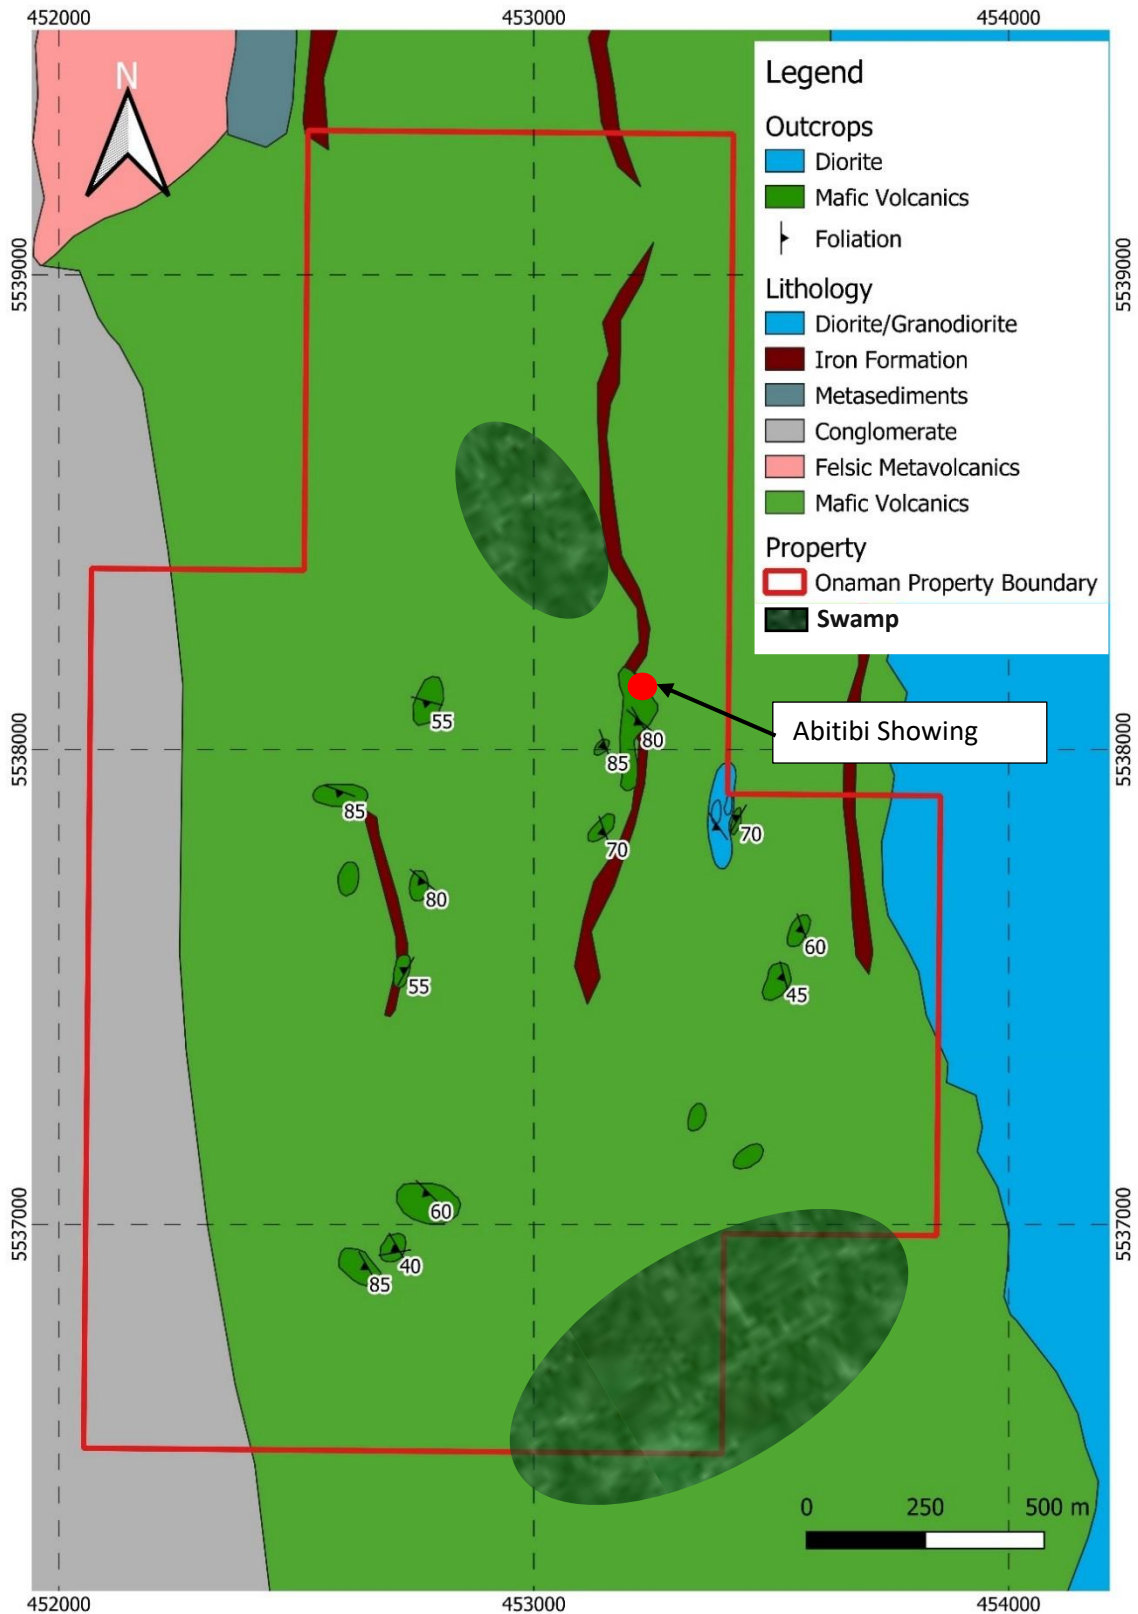 452000
453000
454000
N
Legend
Outcrops
Diorite
Mafic Volcanics
Foliation
Lithology
Diorite/Granodiorite
Iron Formation
Metasediments
Conglomerate
Felsic Metavolcanics
Mafic Volcanics
Property
Onaman Property Boundary
Swamp
5539000
5539000
55
80
Abitibi Showing
85
5538000
5538000
85
70
70
80
60
55
45
60
5537000
5537000
40
85
0 250 500 m
452000
453000
454000